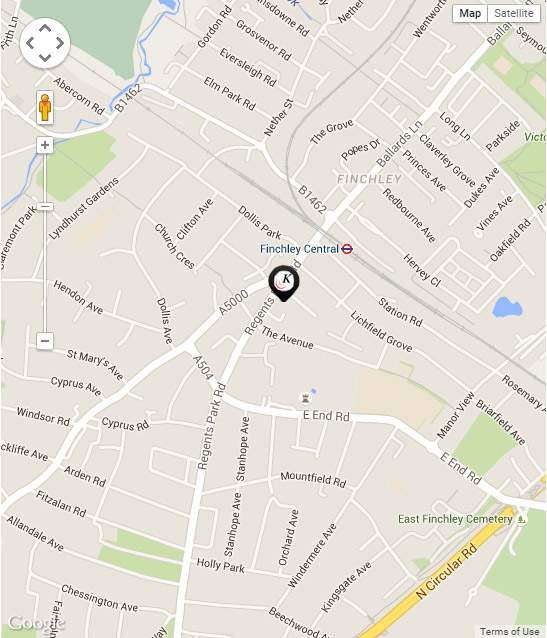 Map
Satellite
Gordon Rd
Grosvenor Rd
Eversleigh Rd
Elm Park Rd
Abercorn Rd
B1462
Nether St
The Grove
Popes Dr
Ballards Ln
Long Ln
Parkside
Claverley Grove
Princes Ave
Dukes Ave
Vines Ave
Oakfield Rd
FINCHLEY
Redbourne Ave
B1462
Lyndhurst Gardens
Clifton Ave
Dollis Park
Church Cres
Finchley Central
Hervey Cl
K
Hendon Ave
Dollis Ave
A5000
Station Rd
Lichfield Grove
The Avenue
St Mary's Ave
A504
Cyprus Ave
Windsor Rd
Cyprus Rd
Regents Park Rd
E End Rd
Manor View
Briarfield Ave
Rosemary
E End Rd
Arden Rd
Stanhope Ave
Mountfield Rd
Fitzalan Rd
Stanhope Ave
Orchard Ave
East Finchley Cemetery
Allandale Ave
Windermere Ave
Holly Park
Kingsgate Ave
N Circular Rd
Chessington Ave
Beechwood Ave
Google
Terms of Use